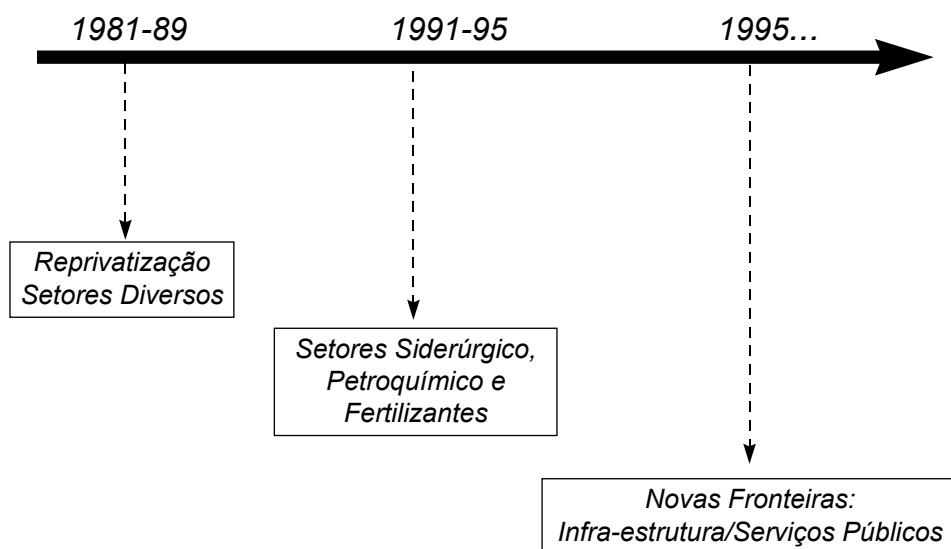 1981-89 1991-95 1995...
Reprivatização
Setores Diversos
Setores Siderúrgico,
Petroquímico e
Fertilizantes
Novas Fronteiras:
Infra-estrutura/Serviços Públicos